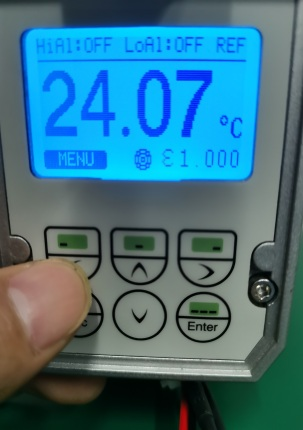 HiAl:OFF LoAl:OFF REF
24.07 °C
MENU ε1.000
Enter